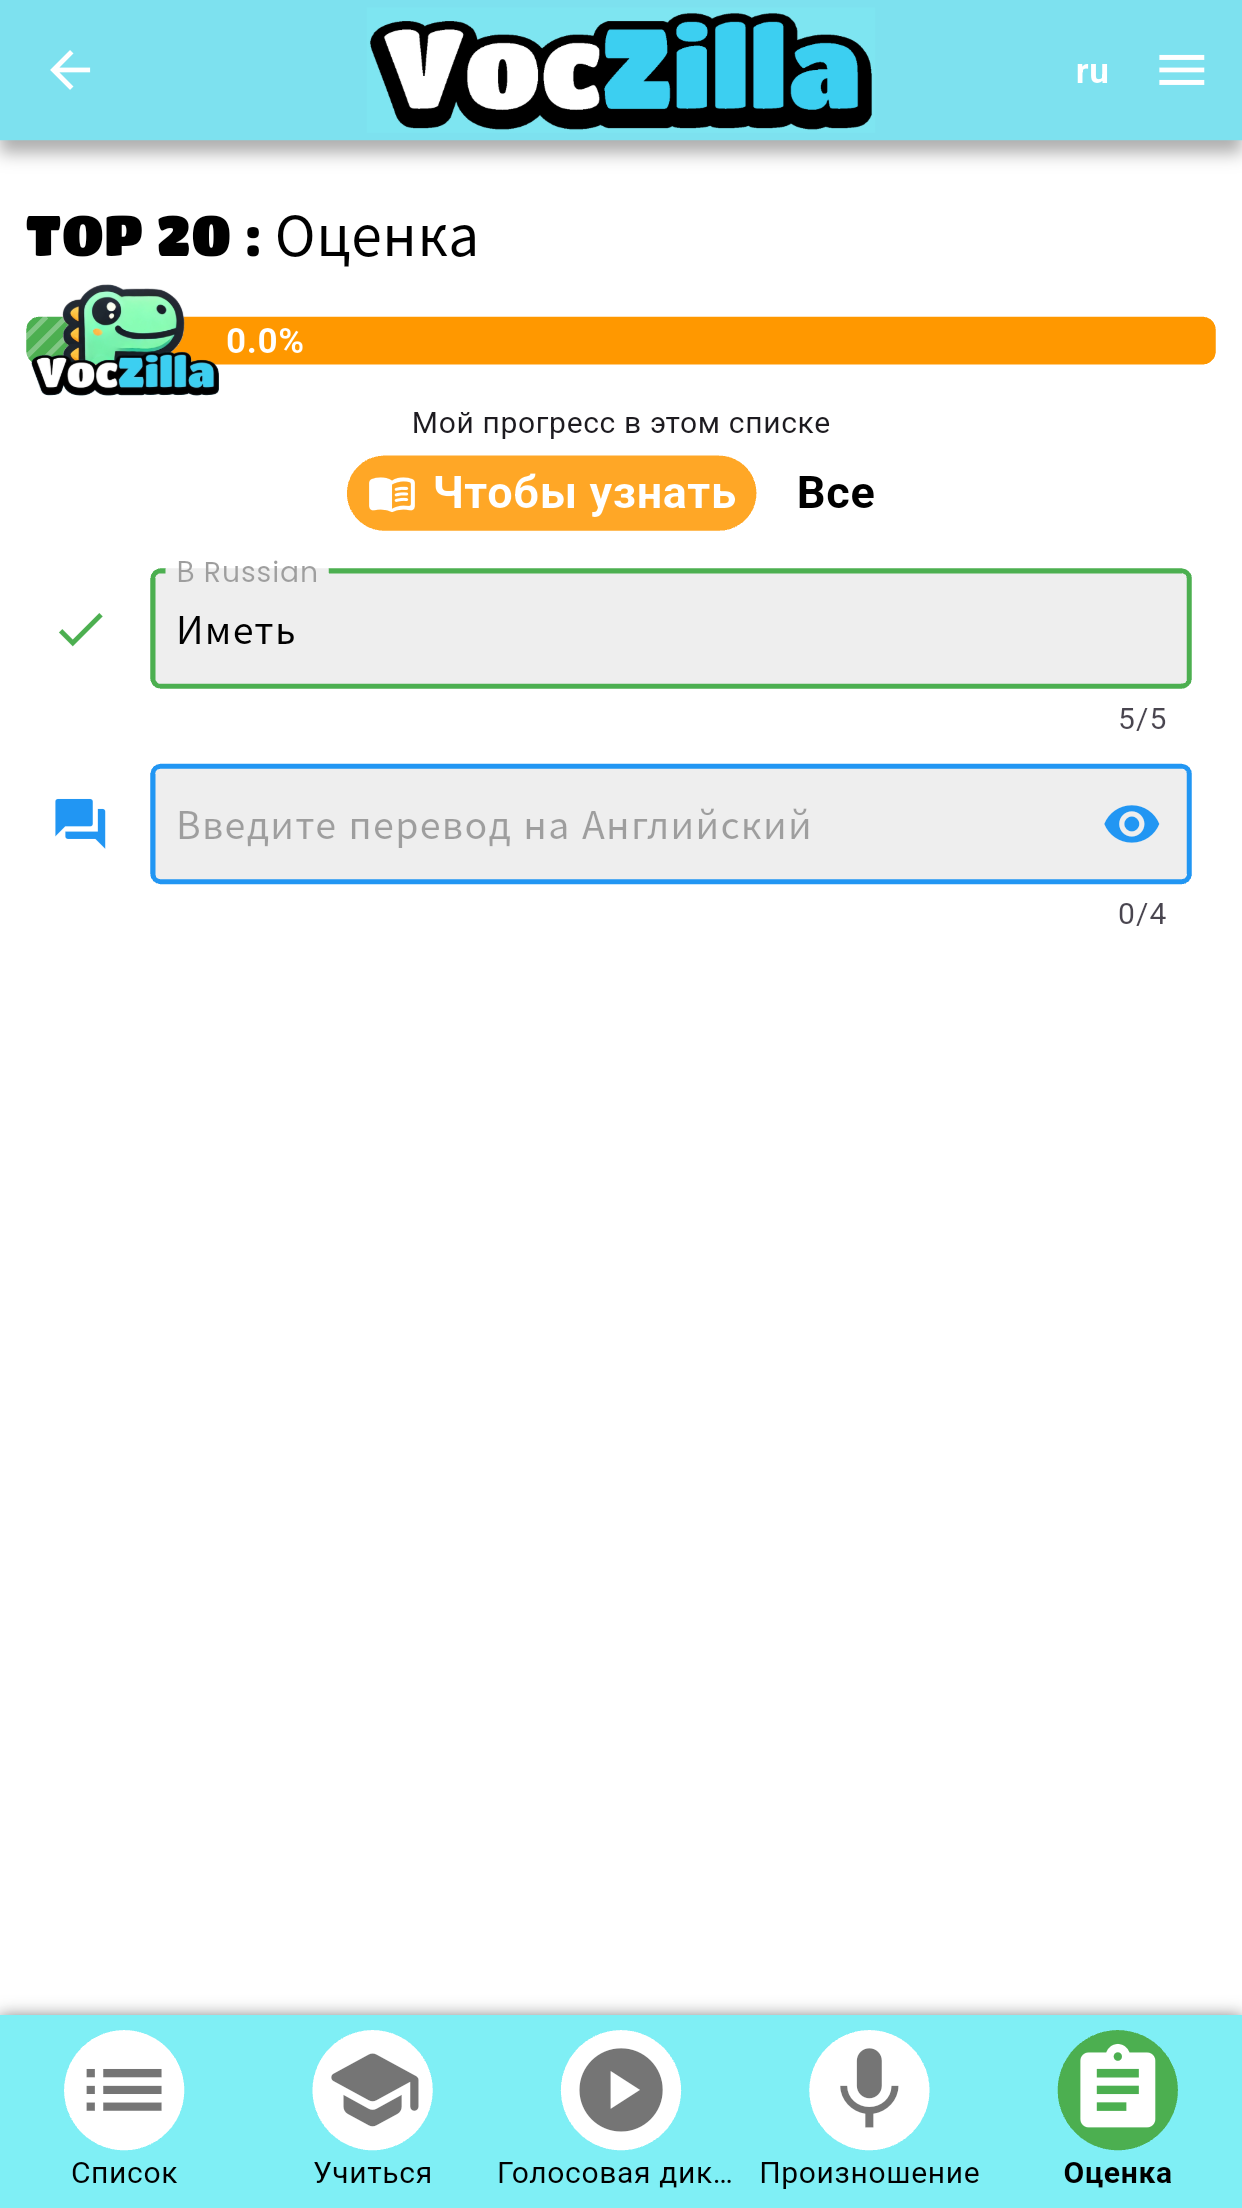 VocZilla
ru
TOP 20 : Оценка
0.0%
VocZilla
Мой прогресс в этом списке
Чтобы узнать
Все
В Russian
Иметь
5/5
Введите перевод на Английский
0/4
Список
Учиться
Голосовая дик...
Произношение
Оценка